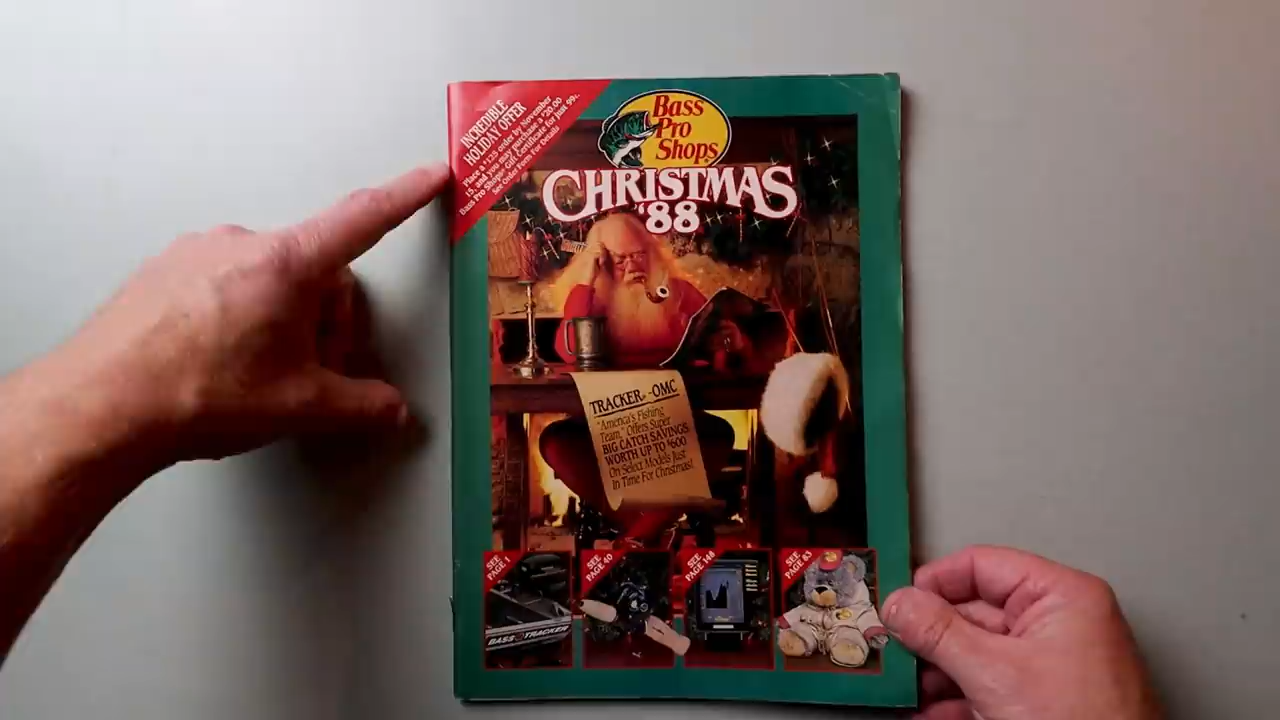 INCREDIBLE
HOLIDAY OFFER
Place a $125 order by November
15, and you may purchase a $20.00
Bass Pro Shops® Gift Certificate for Just 99¢.
See Order Form For Details
Bass
Pro
Shops®
CHRISTMAS
'88
TRACKER® -OMC
"America's Fishing
Team," Offers Super
BIG CATCH SAVINGS,
WORTH UP TO $600
On Select Models Just
In Time For Christmas!
SEE
PAGE 1
BASS TRACKER
SEE
PAGE 40
SEE
PAGE 148
SEE
PAGE 83